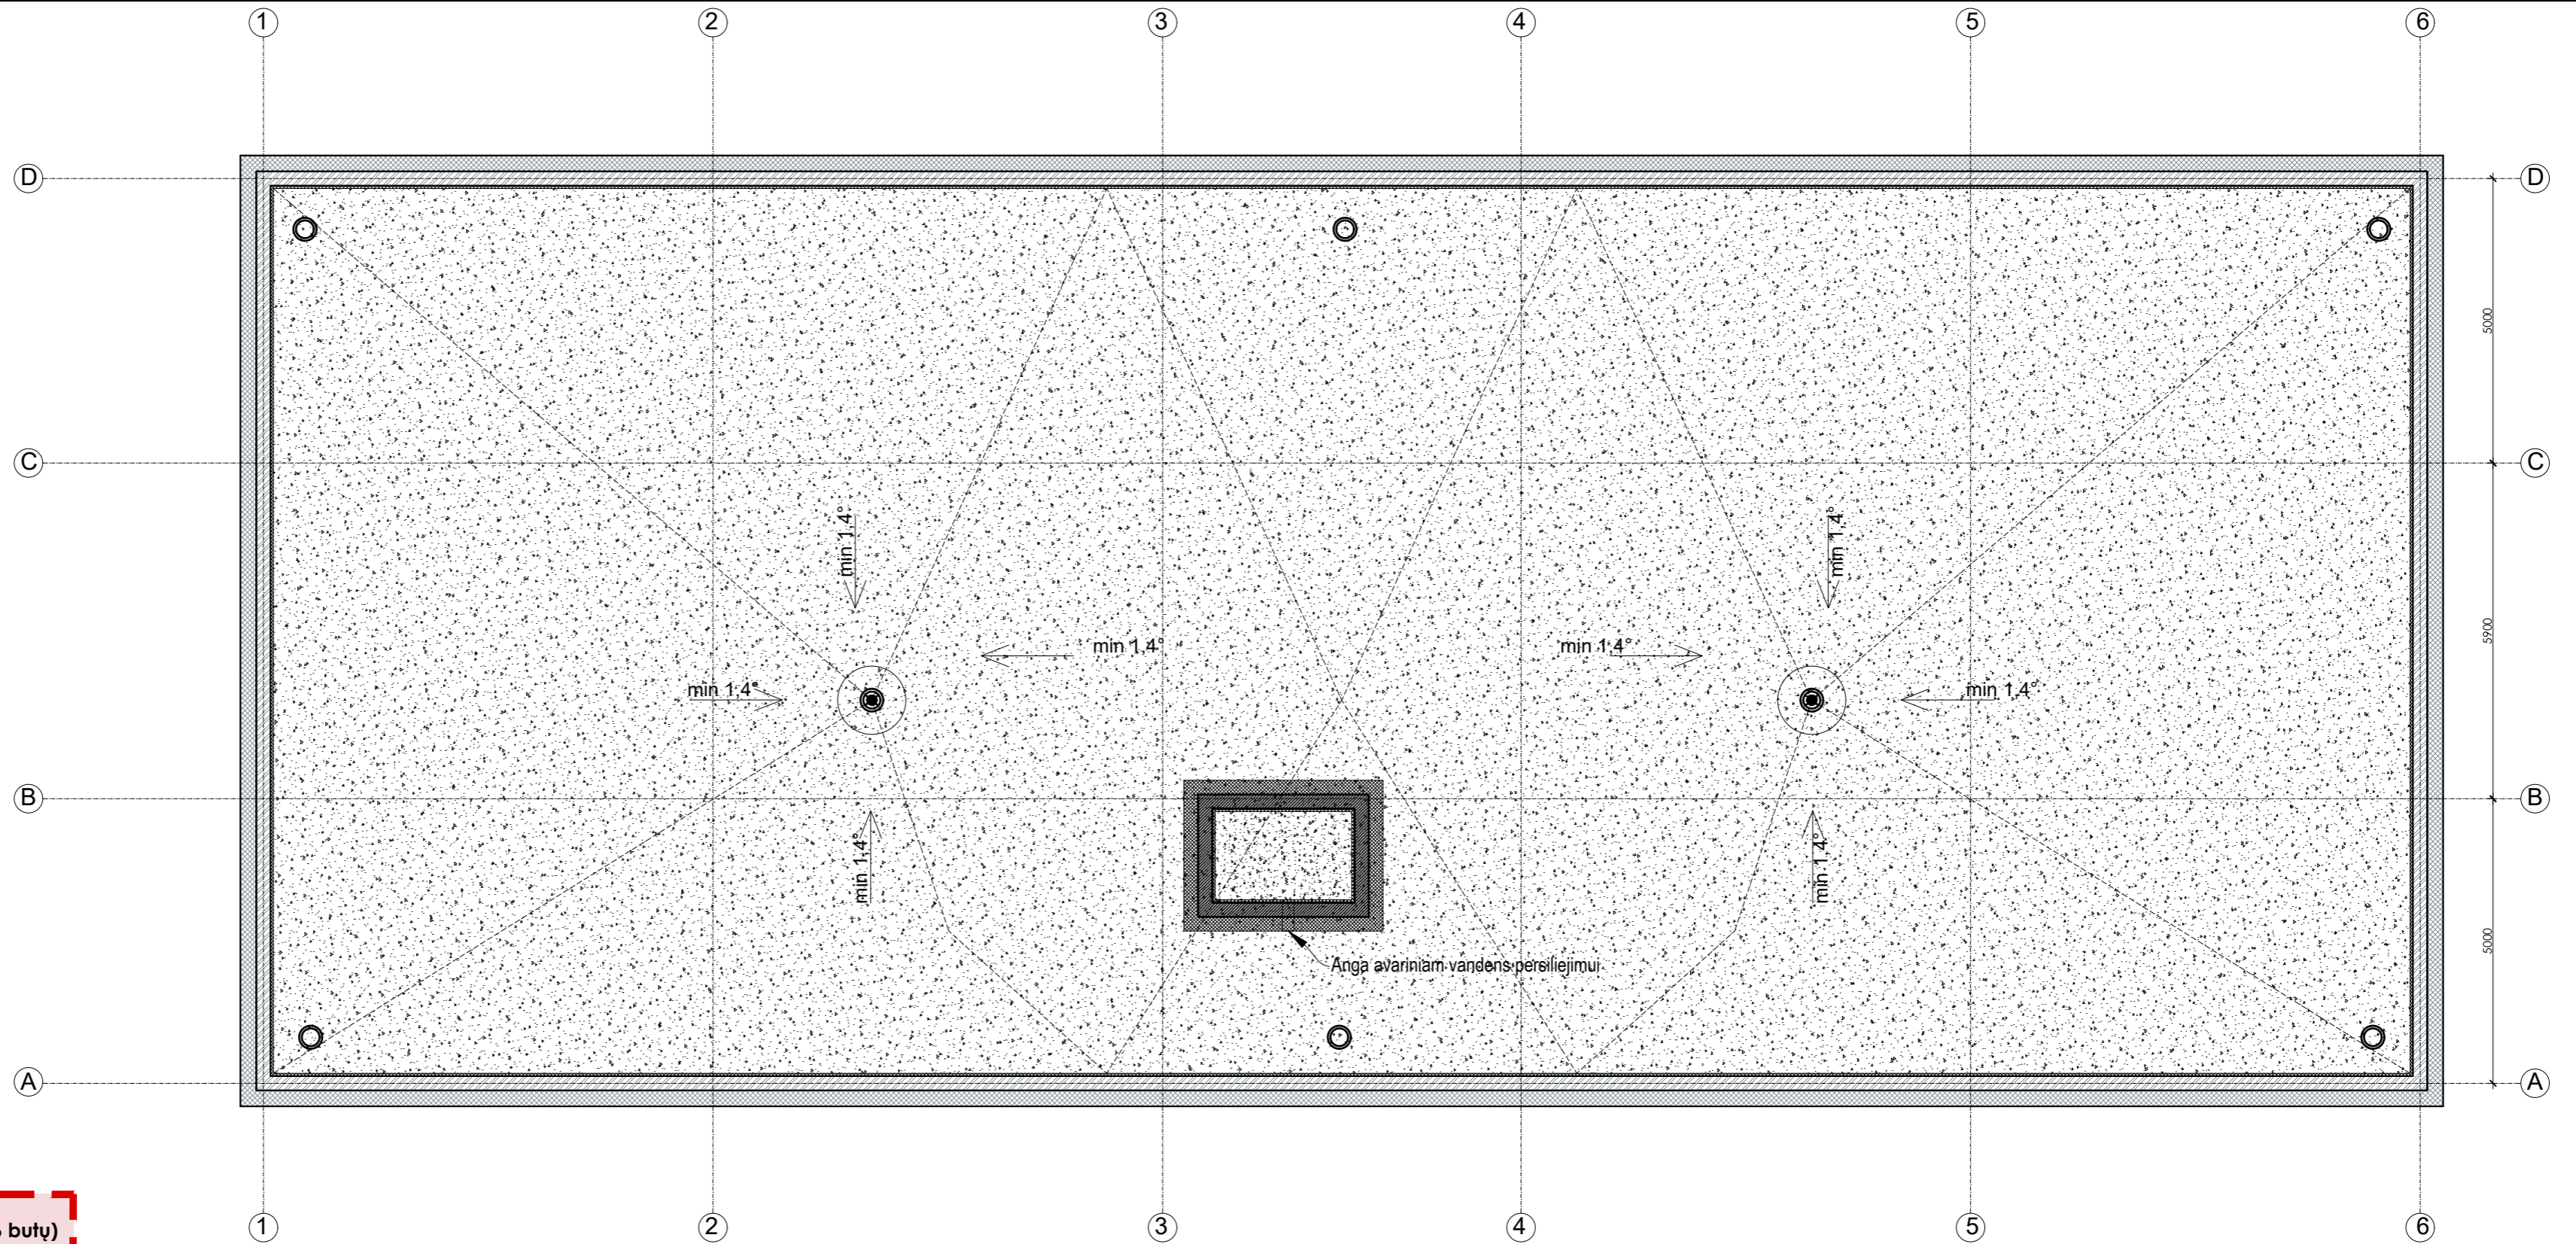 1 2 3 4 5 6
D D
5000
C C
min 1,4° min 1,4°
5900
min 1,4° min 1,4°
min 1,4° min 1,4°
B B
min 1,4° min 1,4°
5000
Anga avariniam vandens persiliejimui
A A
butų)
1 2 3 4 5 6